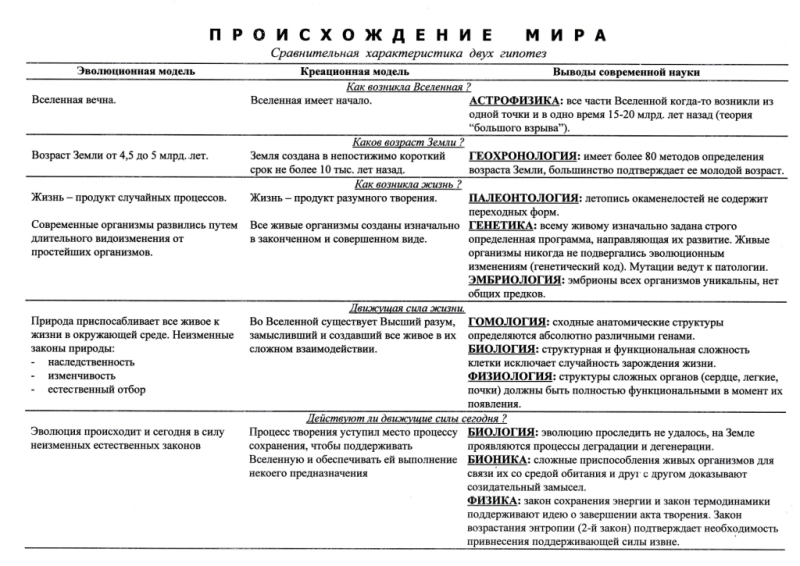 ПРОИСХОЖДЕНИЕ МИРА
Сравнительная характеристика двух гипотез
Эволюционная модель
Креационная модель
Выводы современной науки
Как возникла Вселенная ?
Вселенная вечна.
Вселенная имеет начало.
АСТРОФИЗИКА: все части Вселенной когда-то возникли из
одной точки и в одно время 15-20 млрд. лет назад (теория
“большого взрыва”).
Каков возраст Земли ?
Возраст Земли от 4,5 до 5 млрд. лет.
Земля создана в непостижимо короткий
срок не более 10 тыс. лет назад.
ГЕОХРОНОЛОГИЯ: имеет более 80 методов определения
возраста Земли, большинство подтверждает ее молодой возраст.
Как возникла жизнь ?
Жизнь – продукт случайных процессов.
Современные организмы развились путем
длительного видоизменения от
простейших организмов.
Жизнь – продукт разумного творения.
Все живые организмы созданы изначально
в законченном и совершенном виде.
ПАЛЕОНТОЛОГИЯ: летопись окаменелостей не содержит
переходных форм.
ГЕНЕТИКА: всему живому изначально задана строго
определенная программа, направляющая их развитие. Живые
организмы никогда не подвергались эволюционным
изменениям (генетический код). Мутации ведут к патологии.
ЭМБРИОЛОГИЯ: эмбрионы всех организмов уникальны, нет
общих предков.
Движущая сила жизни.
Природа приспосабливает все живое к
жизни в окружающей среде. Неизменные
законы природы:
- наследственность
- изменчивость
- естественный отбор
Во Вселенной существует Высший разум,
замысливший и создавший все живое в их
сложном взаимодействии.
ГОМОЛОГИЯ: сходные анатомические структуры
определяются абсолютно различными генами.
БИОЛОГИЯ: структурная и функциональная сложность
клетки исключает случайность зарождения жизни.
ФИЗИОЛОГИЯ: структуры сложных органов (сердце, легкие,
почки) должны быть полностью функциональными в момент их
появления.
Действуют ли движущие силы сегодня ?
Эволюция происходит и сегодня в силу
неизменных естественных законов
Процесс творения уступил место процессу
сохранения, чтобы поддерживать
Вселенную и обеспечивать ей выполнение
некоего предназначения
БИОЛОГИЯ: эволюцию проследить не удалось, на Земле
проявляются процессы деградации и дегенерации.
БИОНИКА: сложные приспособления живых организмов для
связи их со средой обитания и друг с другом доказывают
созидательный замысел.
ФИЗИКА: закон сохранения энергии и закон термодинамики
поддерживают идею о завершении акта творения. Закон
возрастания энтропии (2-й закон) подтверждает необходимость
привнесения поддерживающей силы извне.